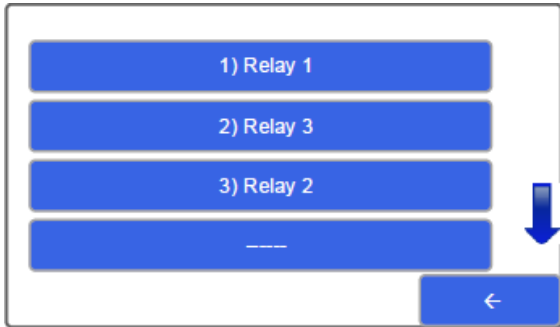 1) Relay 1
2) Relay 3
3) Relay 2
-----
←